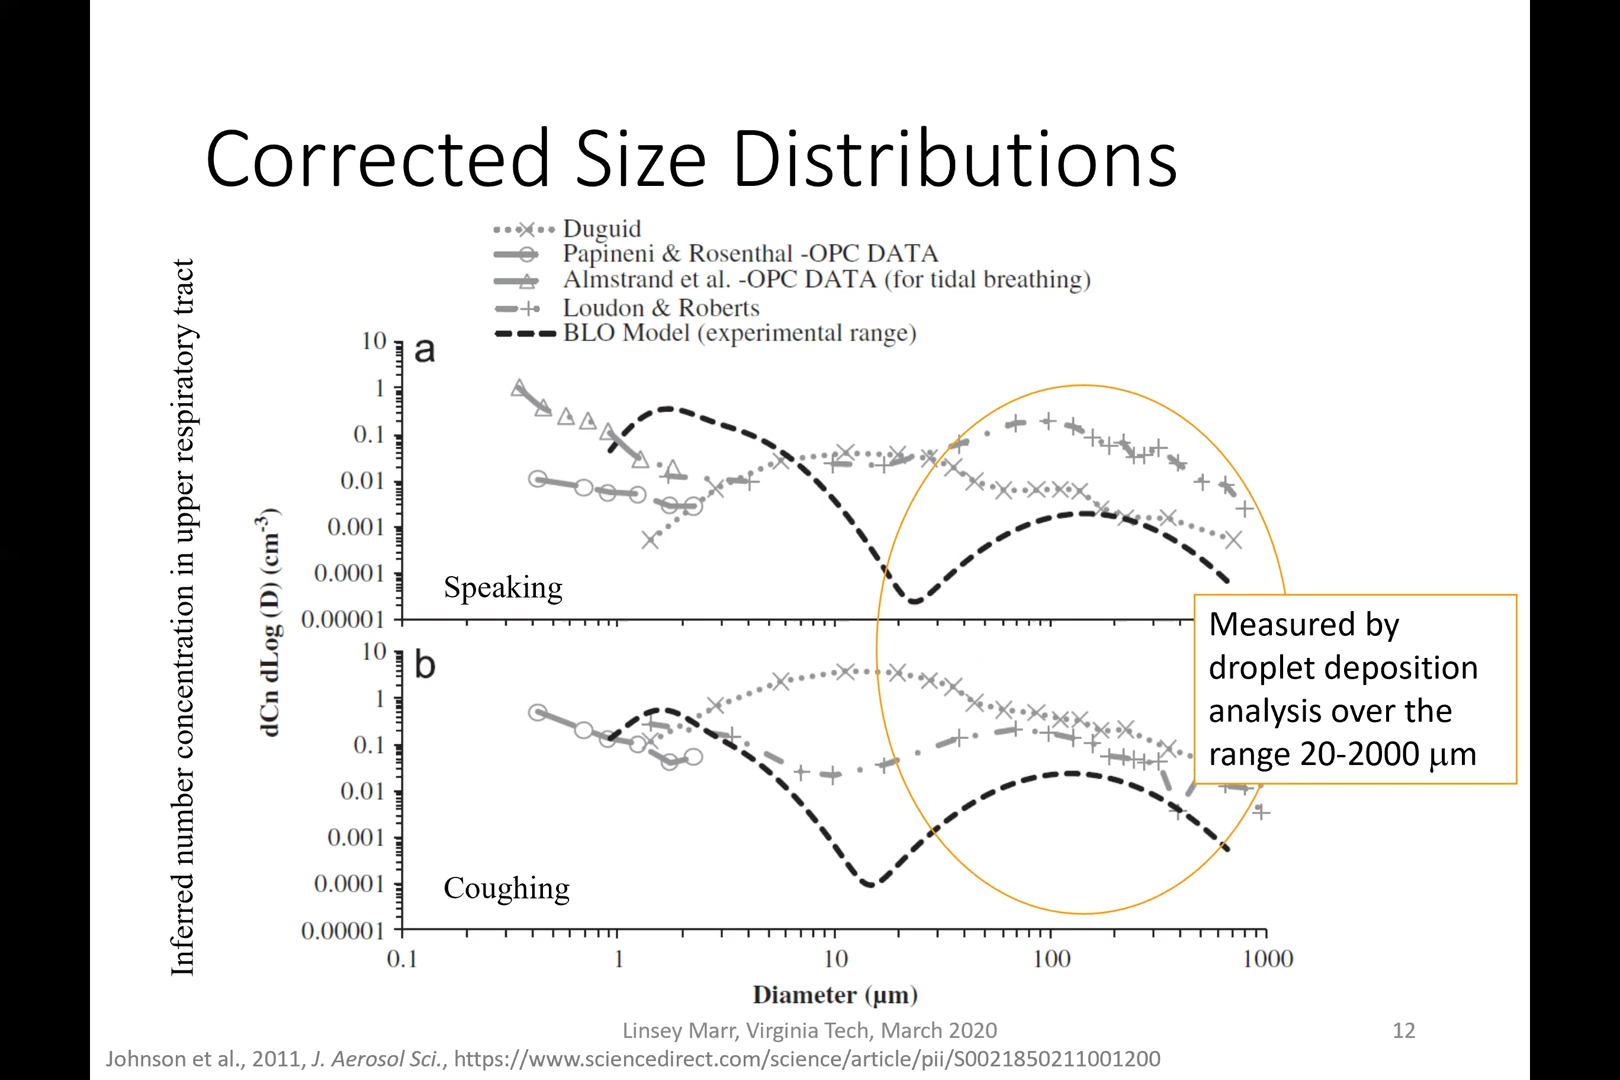 Corrected Size Distributions
Duguid
Papineni & Rosenthal -OPC DATA
Almstrand et al. -OPC DATA (for tidal breathing)
Loudon & Roberts
BLO Model (experimental range)
Inferred number concentration in upper respiratory tract
dCn dLog (D) (cm⁻³)
a
10
1
0.1
0.01
0.001
0.0001
0.00001
Speaking
b
10
1
0.1
0.01
0.001
0.0001
0.00001
Coughing
Measured by
droplet deposition
analysis over the
range 20-2000 µm
0.1 1 10 100 1000
Diameter (µm)
Linsey Marr, Virginia Tech, March 2020
12
Johnson et al., 2011, J. Aerosol Sci., https://www.sciencedirect.com/science/article/pii/S0021850211001200